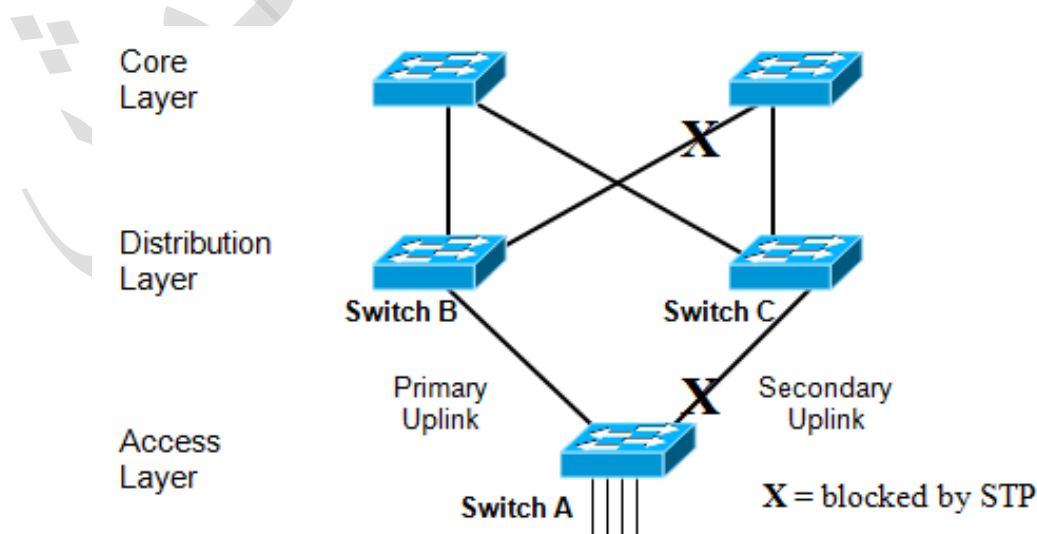 Core
Layer
X
Distribution
Layer
Switch B
Switch C
Primary
Uplink
X
Secondary
Uplink
Access
Layer
Switch A
X = blocked by STP